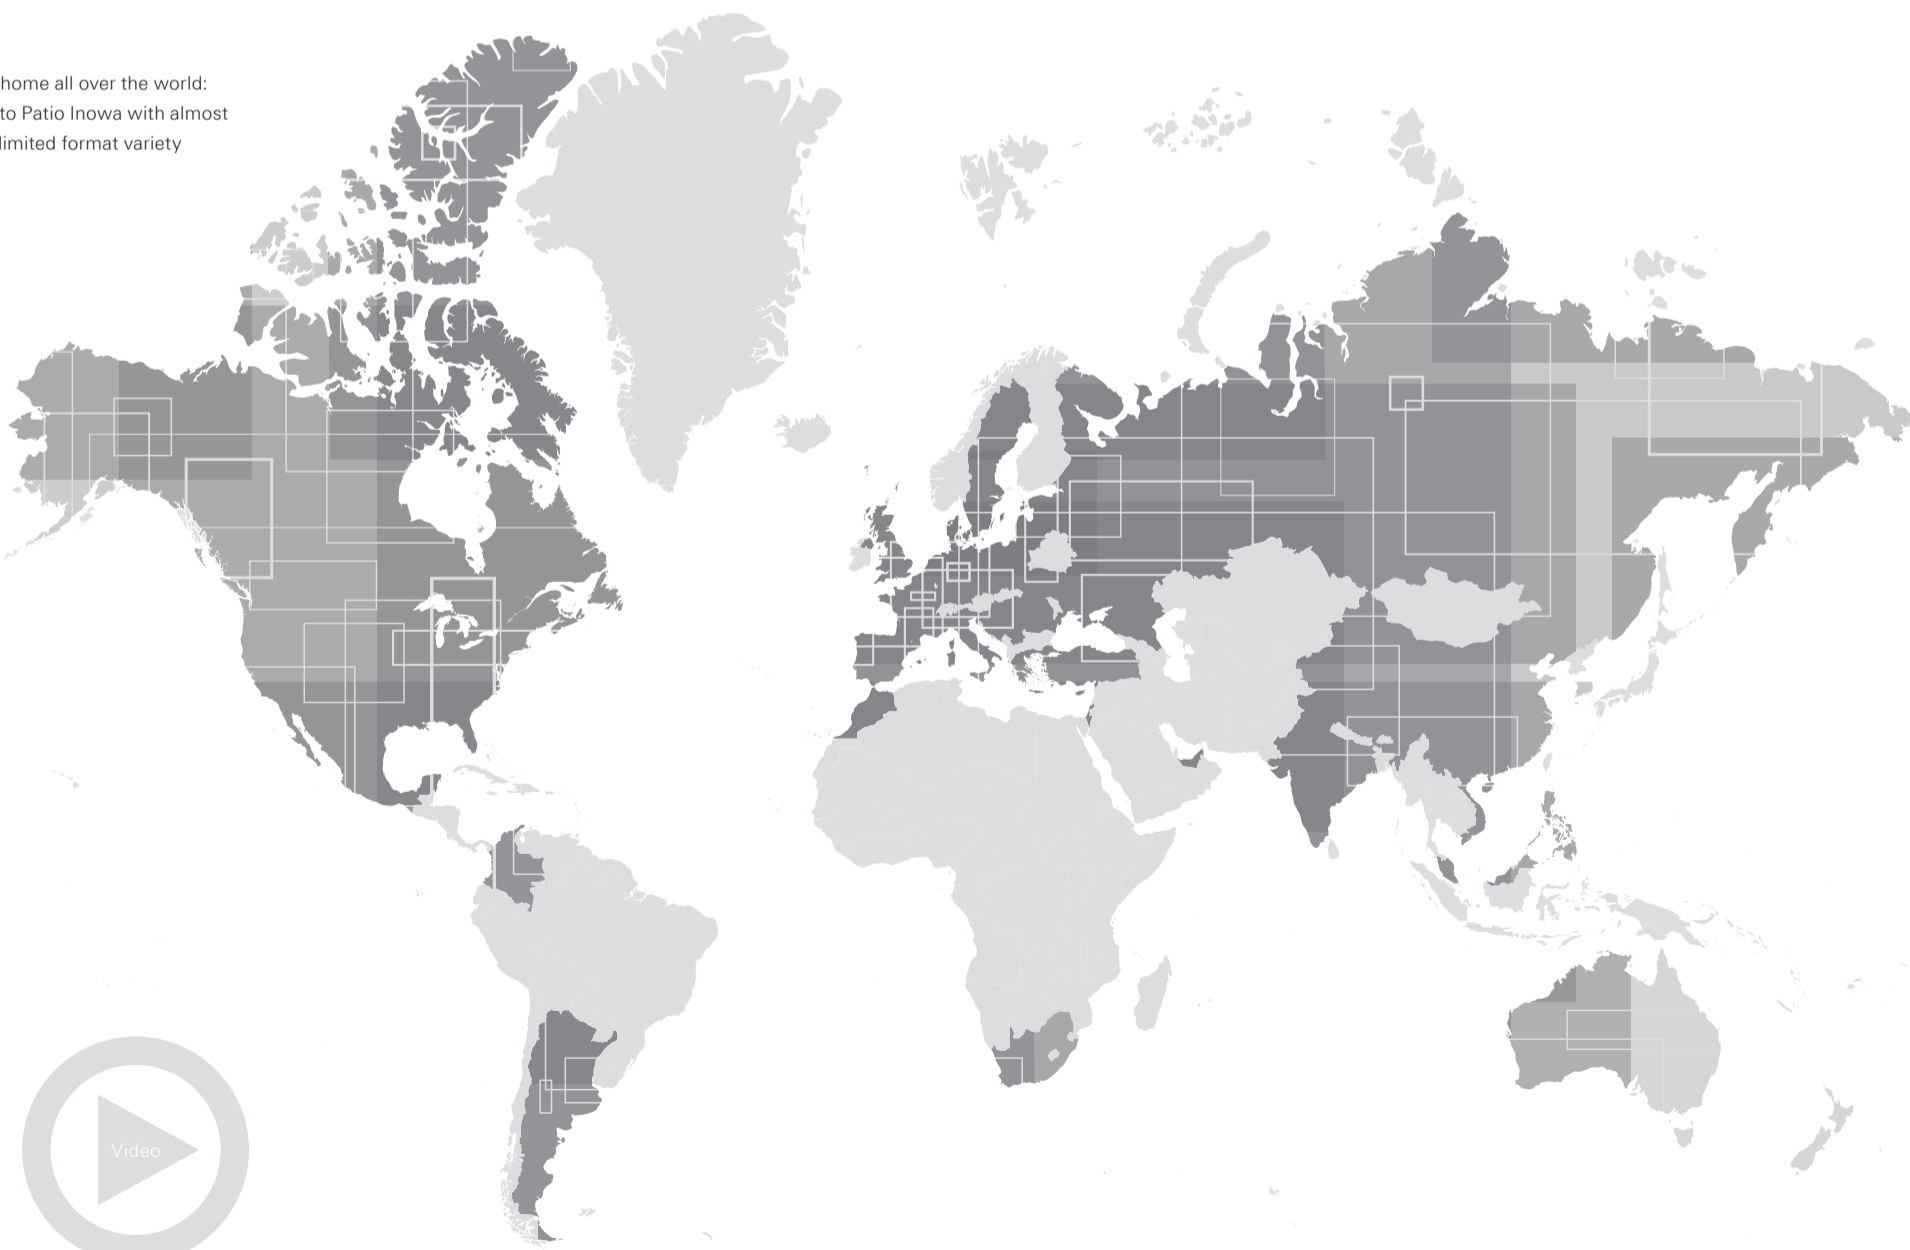 home all over the world:
to Patio Inowa with almost
limited format variety
Video